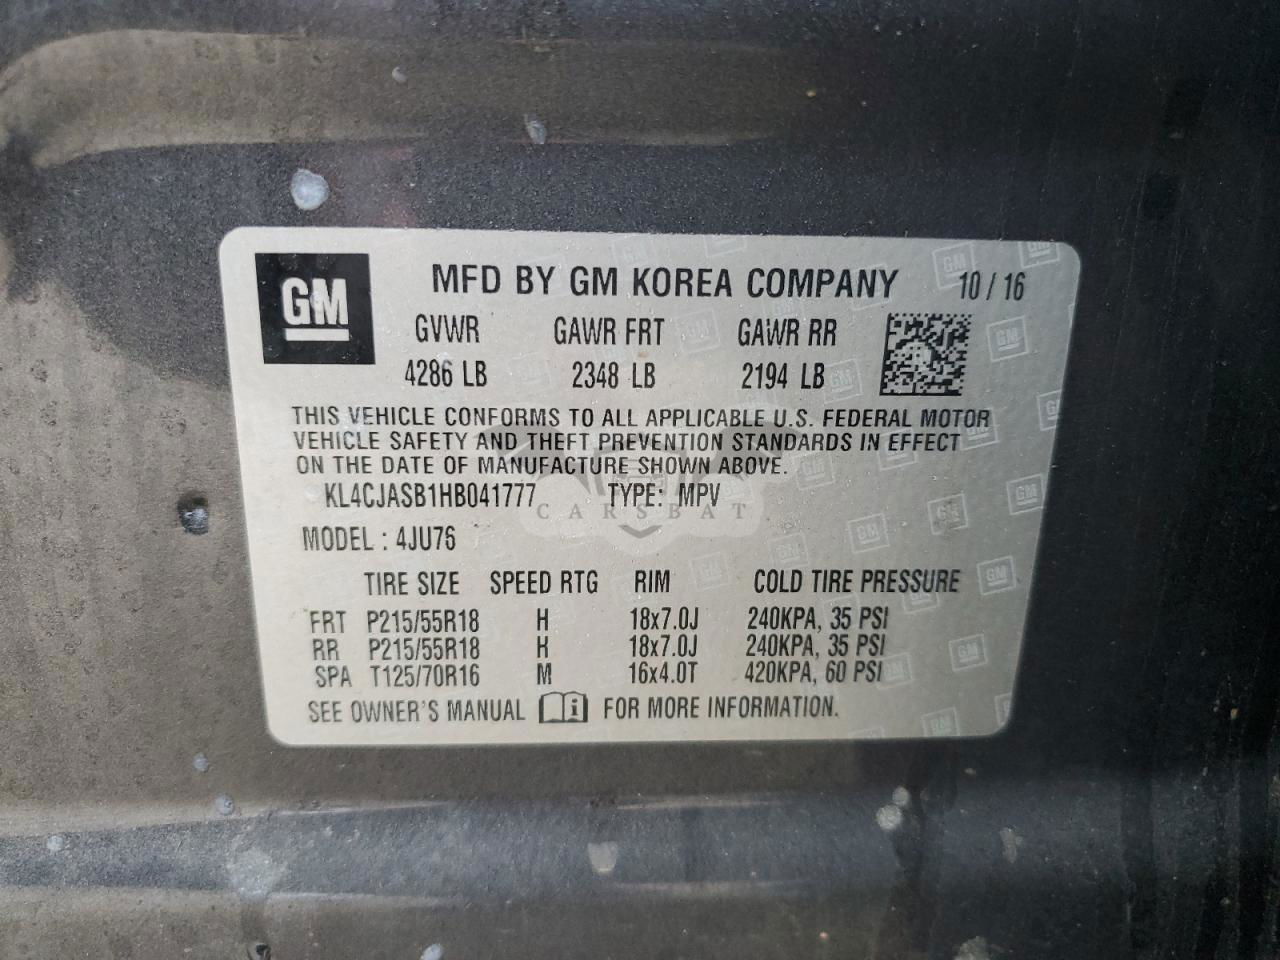 GM MFD BY GM KOREA COMPANY 10 / 16
GVWR GAWR FRT GAWR RR
4286 LB 2348 LB 2194 LB
THIS VEHICLE CONFORMS TO ALL APPLICABLE U.S. FEDERAL MOTOR
VEHICLE SAFETY AND THEFT PREVENTION STANDARDS IN EFFECT
ON THE DATE OF MANUFACTURE SHOWN ABOVE.
KL4CJASB1HB041777 TYPE: MPV
CARSBAT
MODEL : 4JU76
TIRE SIZE SPEED RTG RIM COLD TIRE PRESSURE
FRT P215/55R18 H 18x7.0J 240KPA, 35 PSI
RR P215/55R18 H 18x7.0J 240KPA, 35 PSI
SPA T125/70R16 M 16x4.0T 420KPA, 60 PSI
SEE OWNER'S MANUAL FOR MORE INFORMATION.